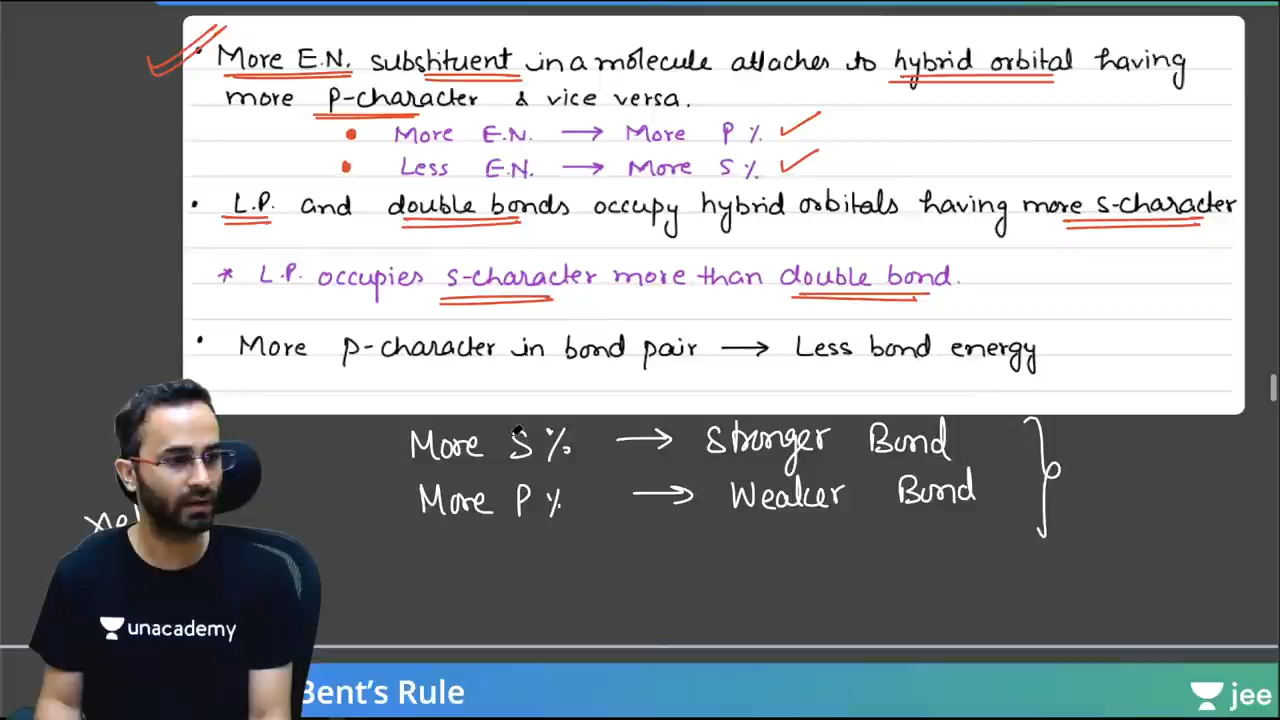 • More E.N. substituent in a molecule attaches to hybrid orbital having
more p-character & vice versa.
• More E.N. → More P %.
• Less E.N. → More S %.
• L.P. and double bonds occupy hybrid orbitals having more s-character
* L.P. occupies s-character more than double bond.
• More p-character in bond pair → Less bond energy
More S % → Stronger Bond
More P % → Weaker Bond
unacademy
Bent's Rule
jee